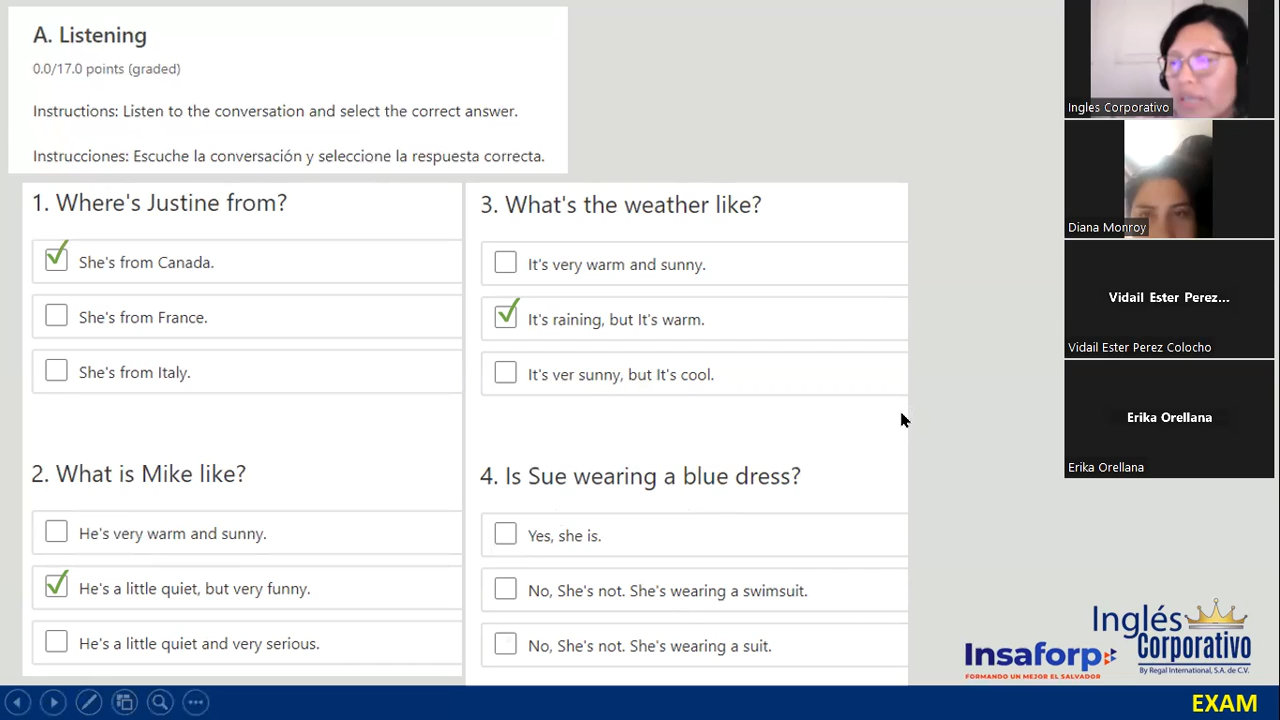 A. Listening
0.0/17.0 points (graded)
Instructions: Listen to the conversation and select the correct answer.
Instrucciones: Escuche la conversación y seleccione la respuesta correcta.
1. Where's Justine from?
She's from Canada.
She's from France.
She's from Italy.
2. What is Mike like?
He's very warm and sunny.
He's a little quiet, but very funny.
He's a little quiet and very serious.
3. What's the weather like?
It's very warm and sunny.
It's raining, but It's warm.
It's ver sunny, but It's cool.
4. Is Sue wearing a blue dress?
Yes, she is.
No, She's not. She's wearing a swimsuit.
No, She's not. She's wearing a suit.
Ingles Corporativo
Diana Monroy
Vidail Ester Perez...
Vidail Ester Perez Colocho
Erika Orellana
Erika Orellana
Insaforp
FORMANDO UN MEJOR EL SALVADOR
Inglés
Corporativo
By Regal International, S.A. de C.V.
EXAM